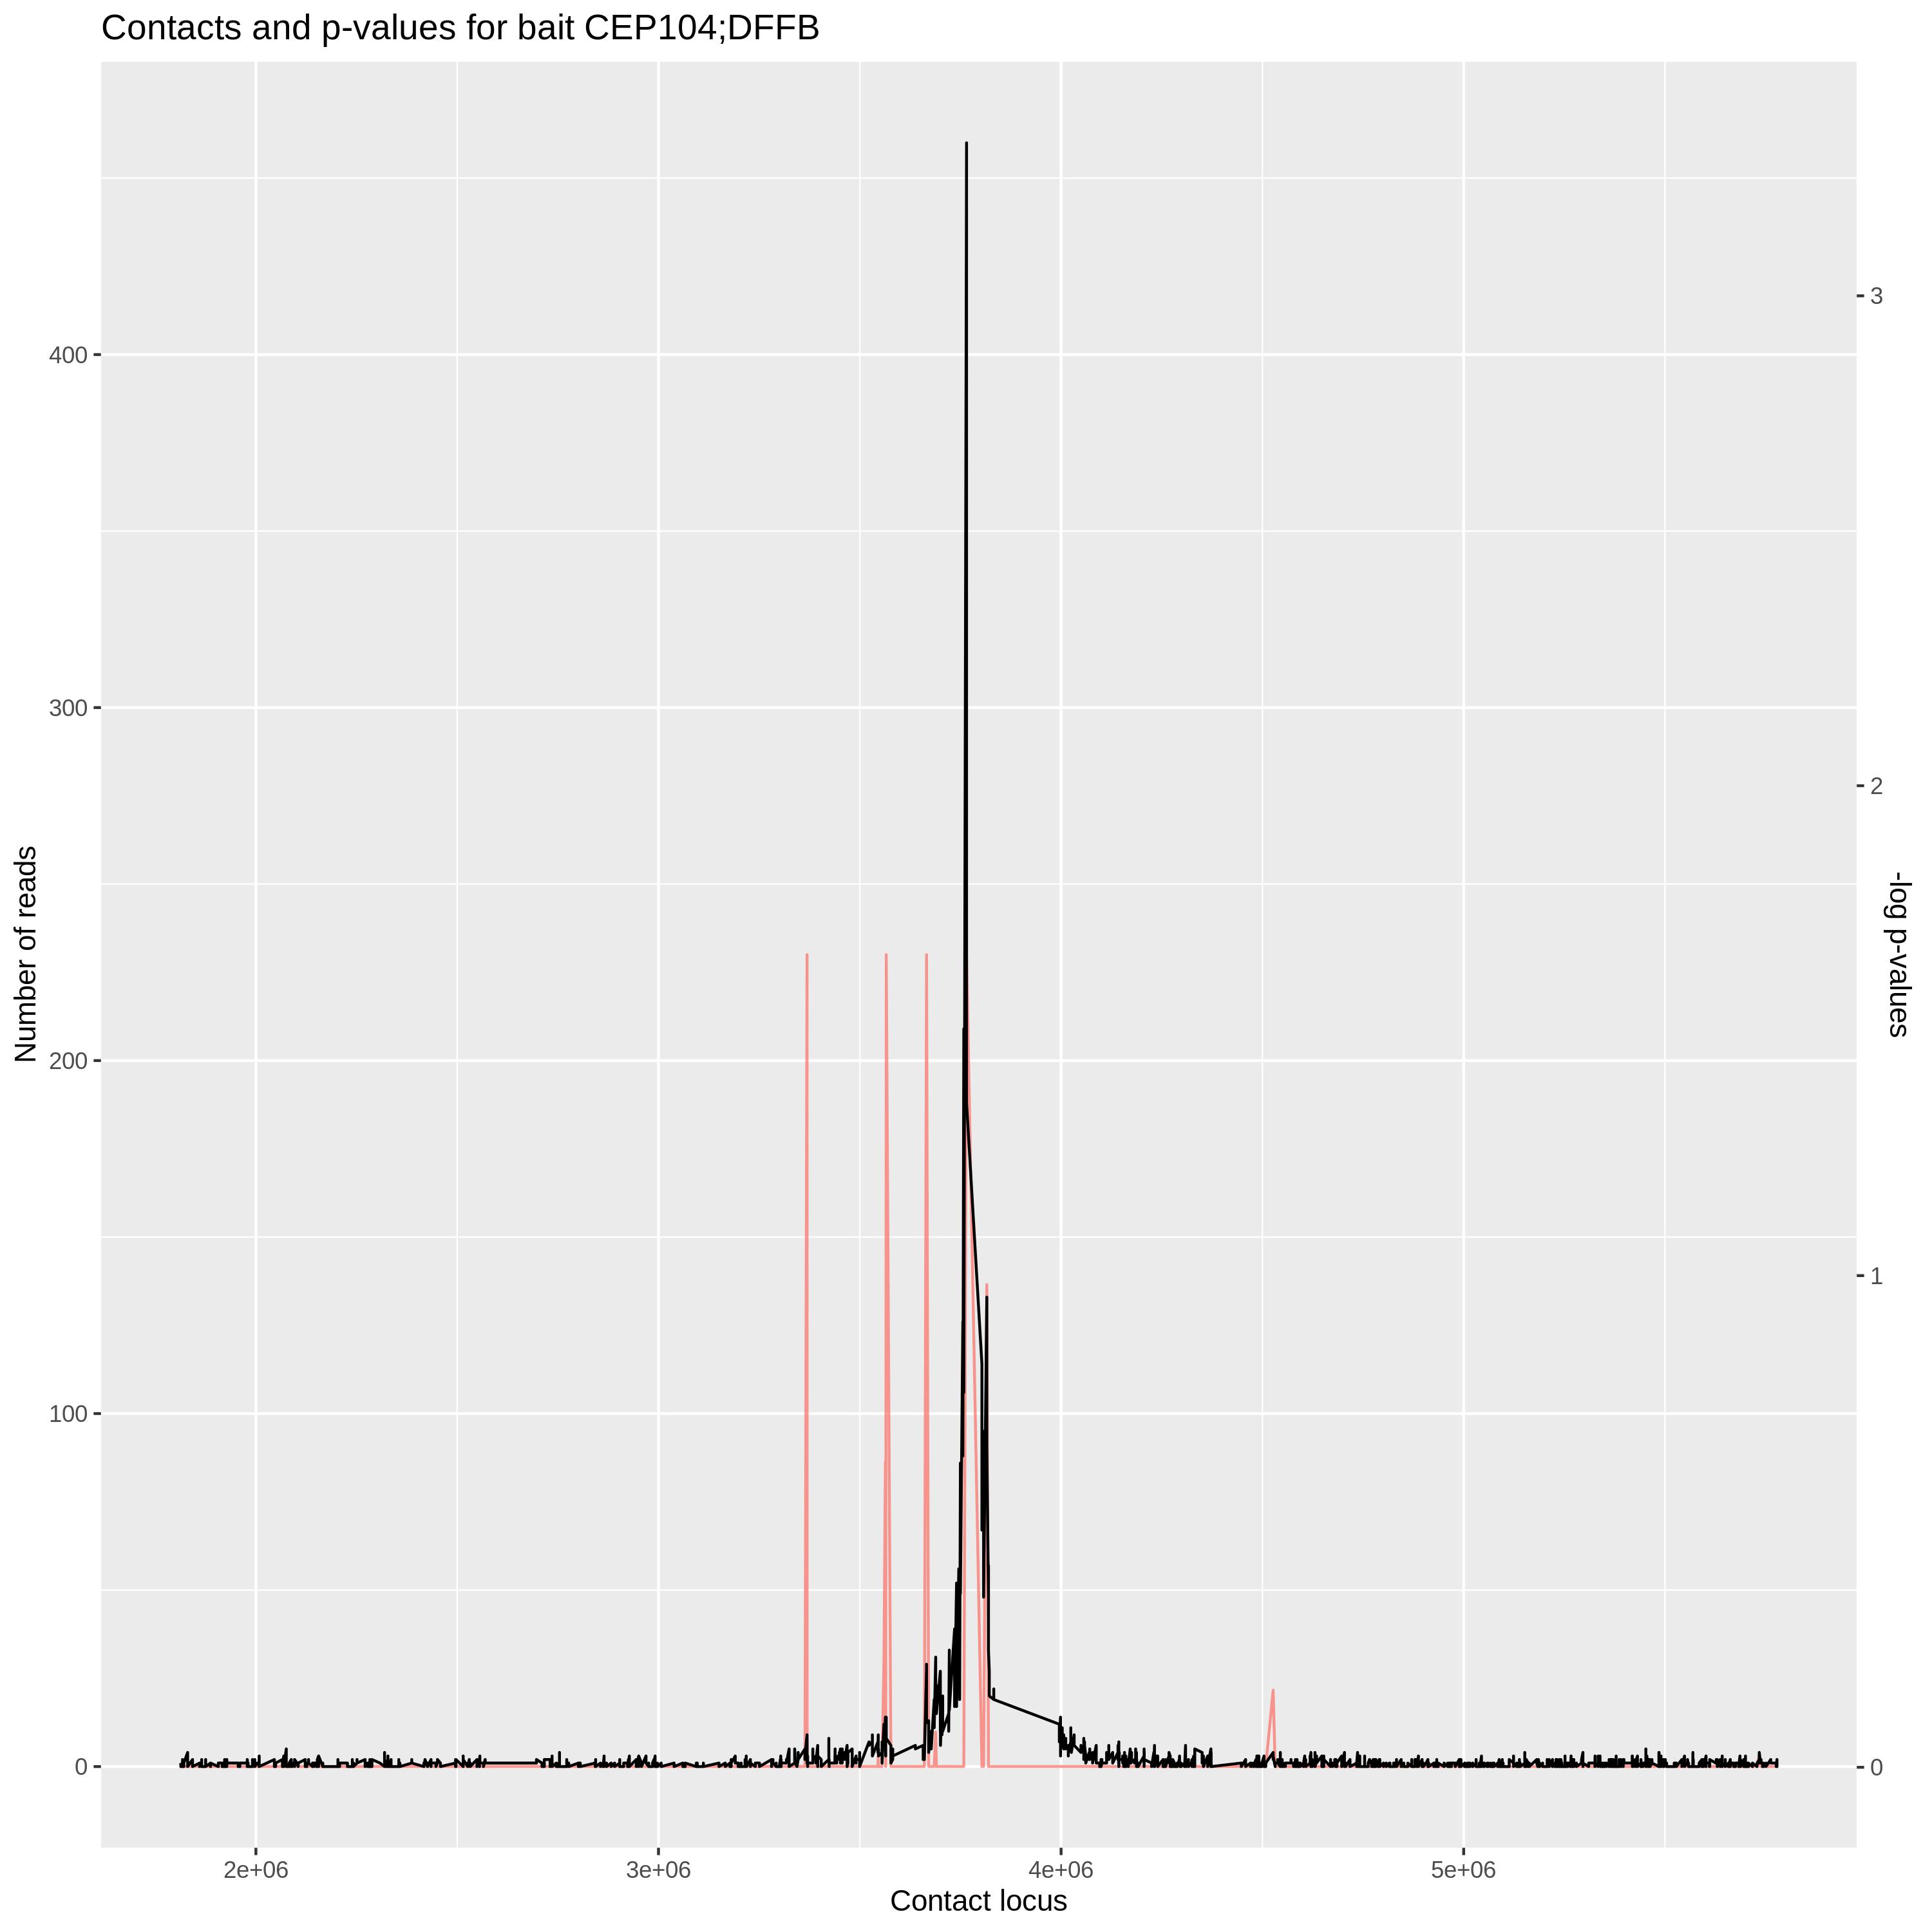 Contacts and p-values for bait CEP104;DFFB
Number of reads
400
300
200
100
0
3
2
1
0
-log p-values
2e+06
3e+06
4e+06
5e+06
Contact locus